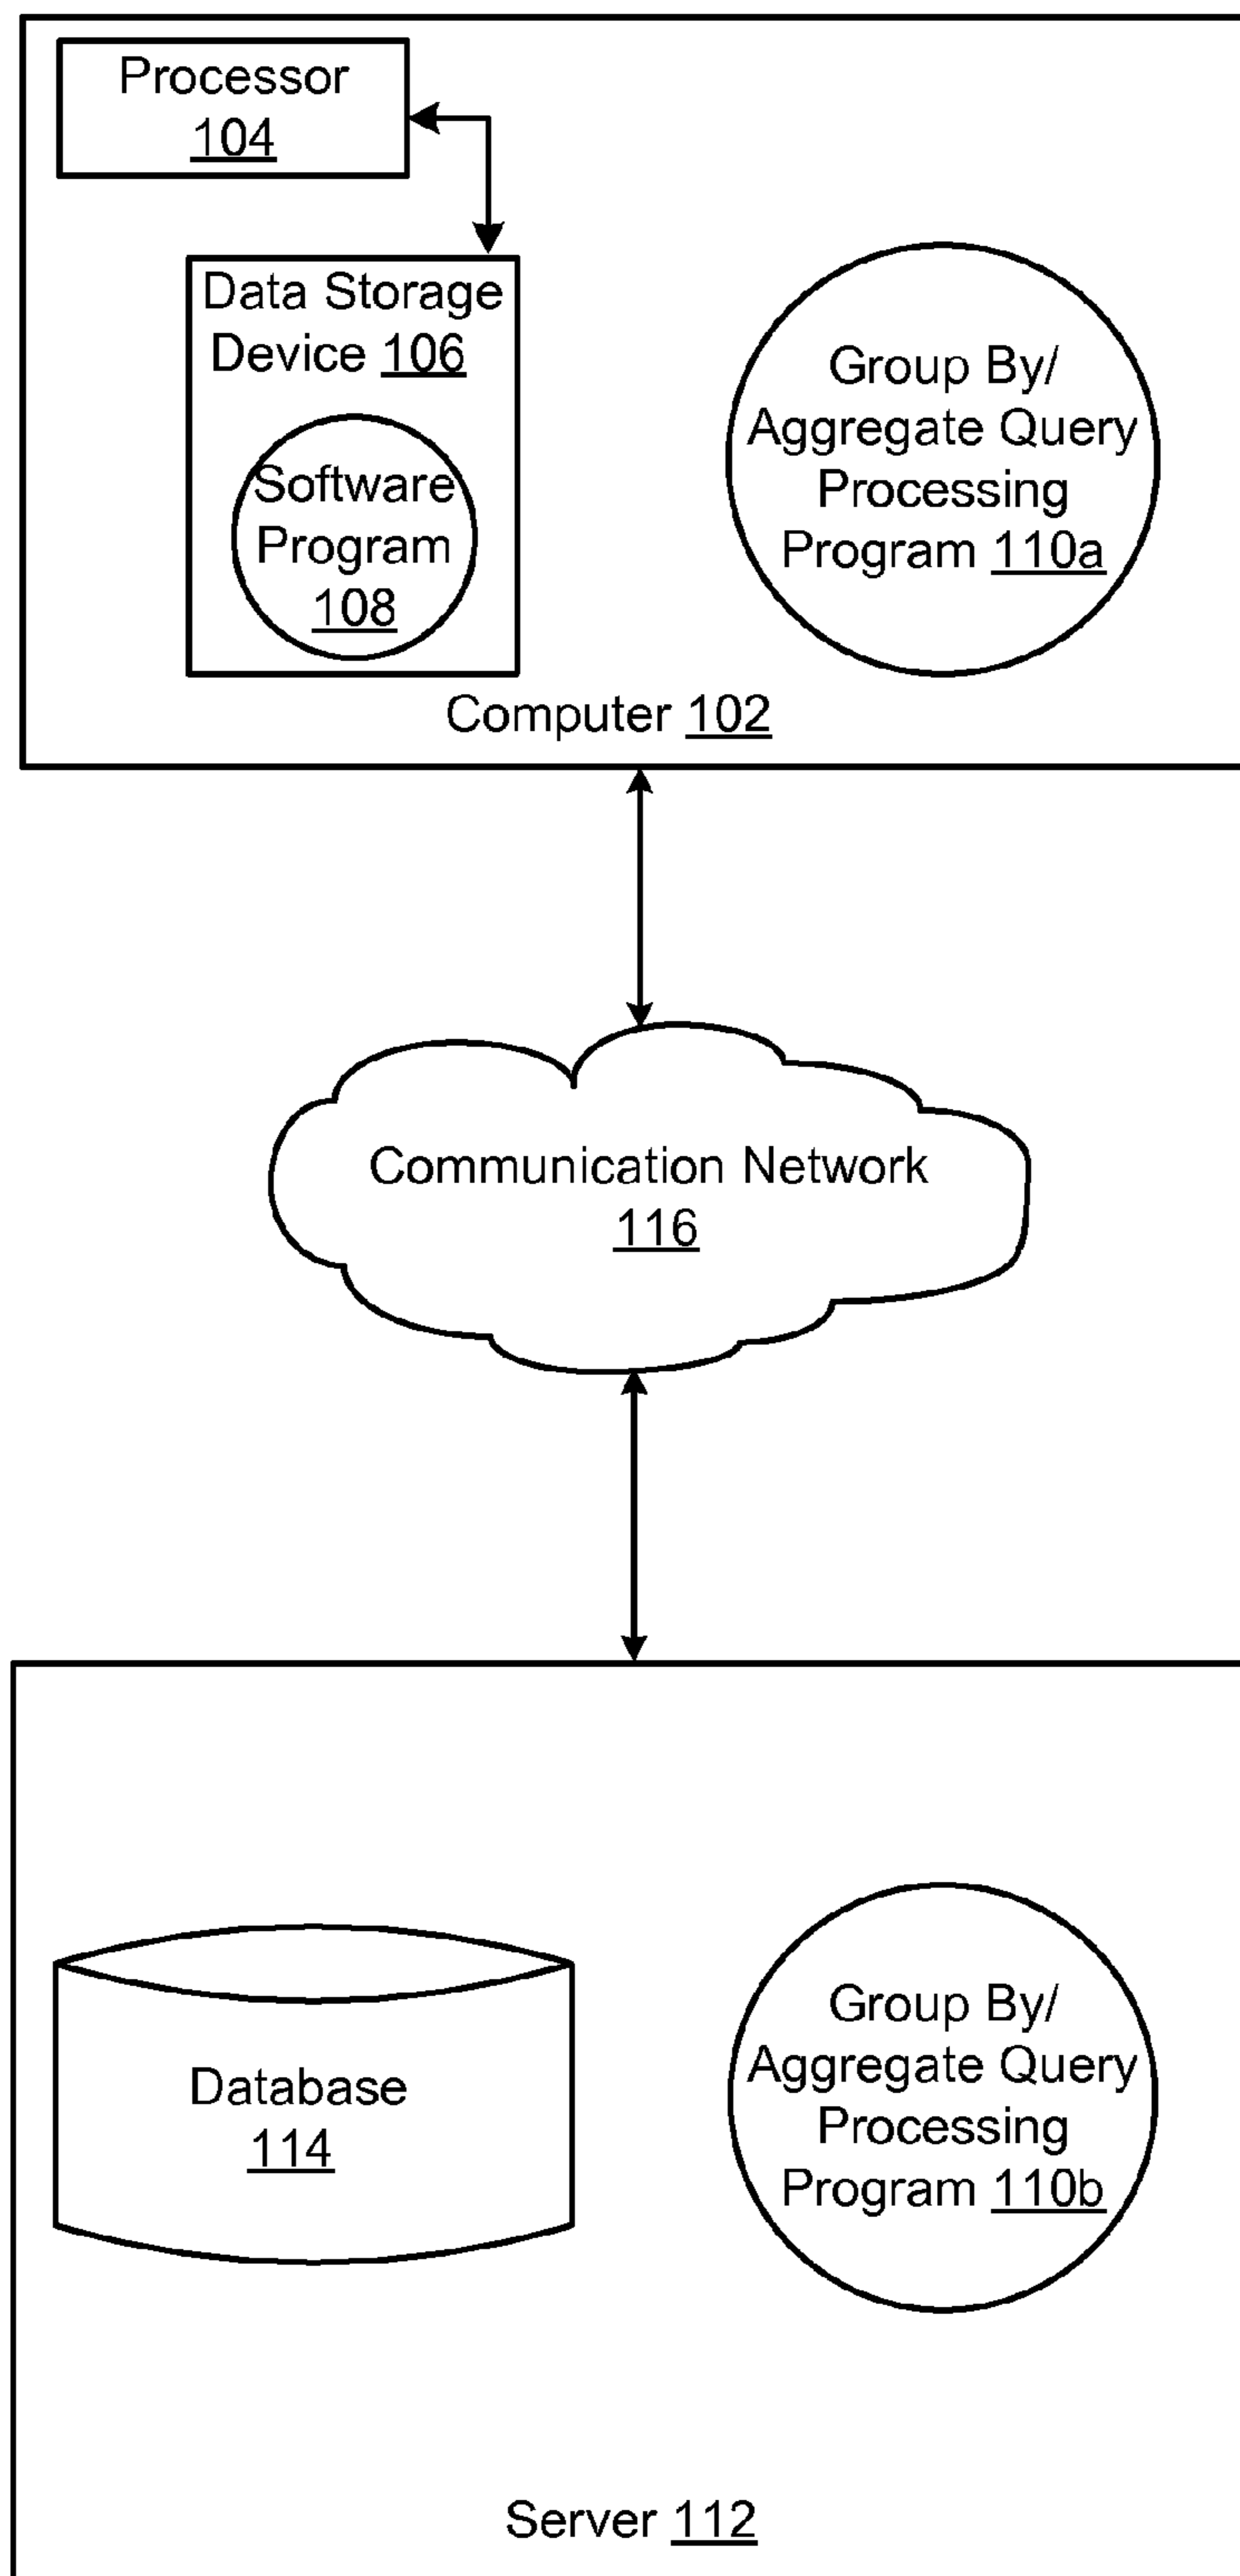 Processor
104
Data Storage
Device 106
Software
Program
108
Group By/
Aggregate Query
Processing
Program 110a
Computer 102
Communication Network
116
Database
114
Group By/
Aggregate Query
Processing
Program 110b
Server 112